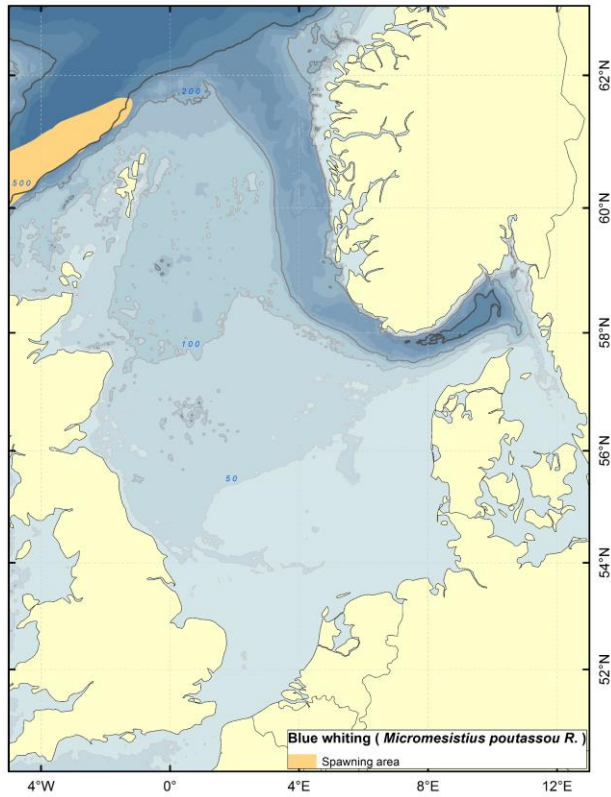 62°N
200
500
60°N
58°N
100
56°N
50
54°N
52°N
Blue whiting ( Micromesistius poutassou R. )
Spawning area
4°W 0° 4°E 8°E 12°E